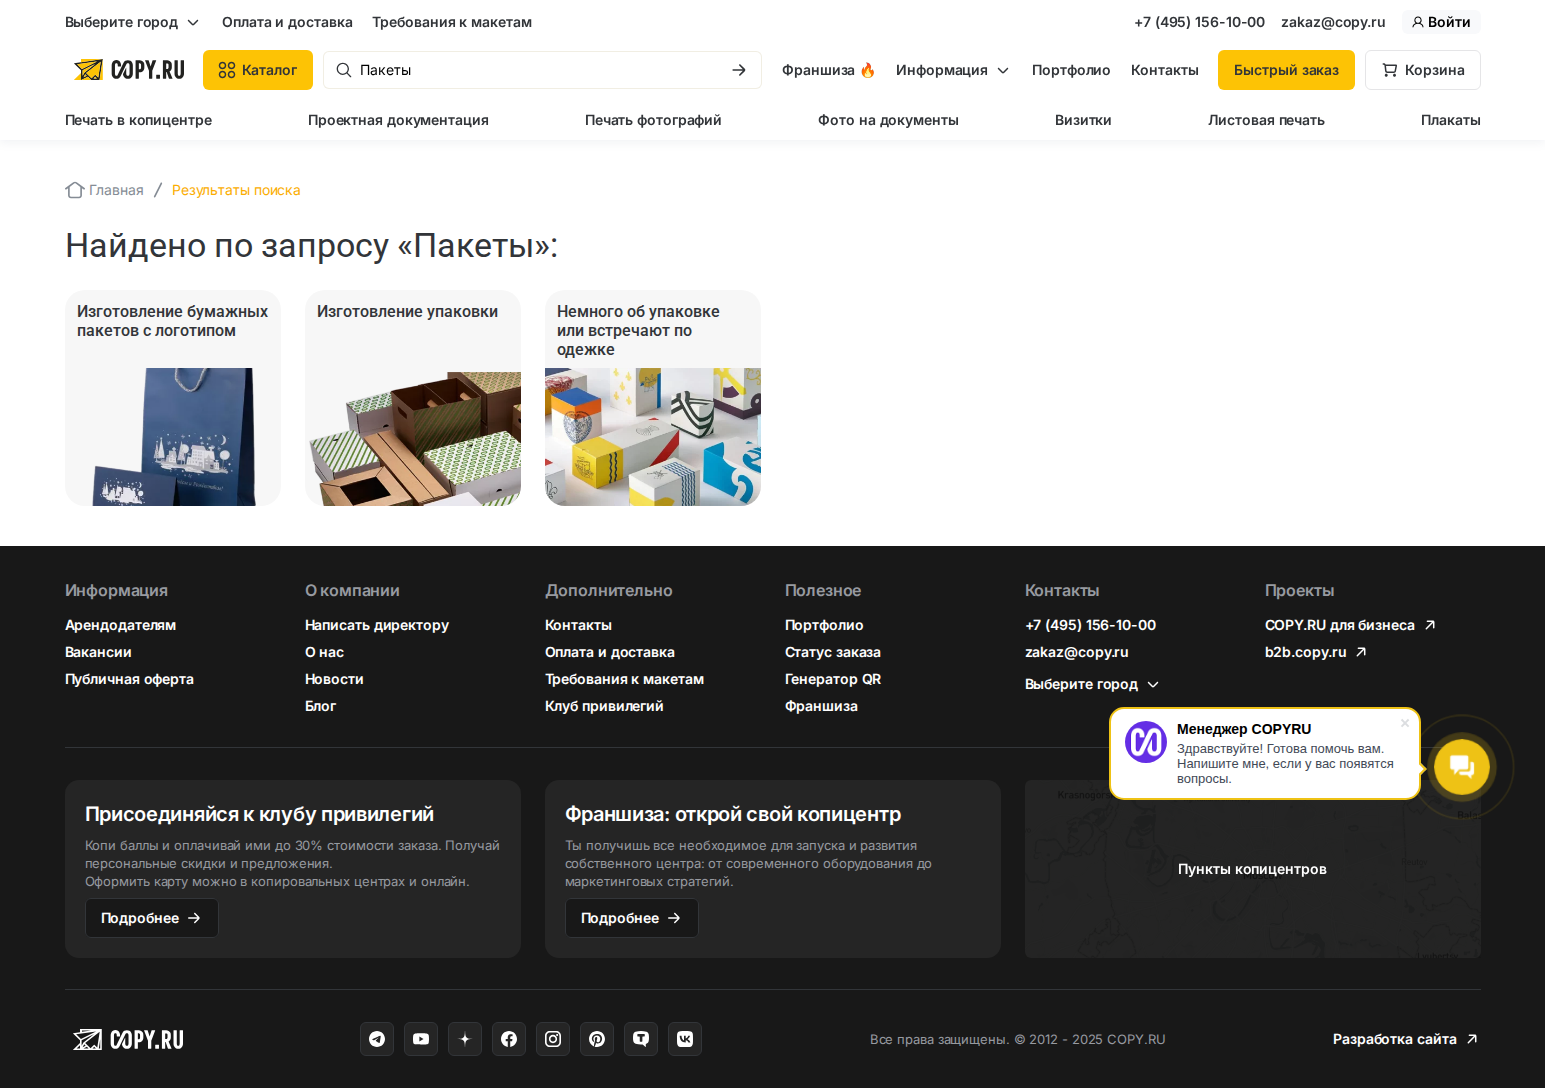 Выберите город
Оплата и доставка
Требования к макетам
+7 (495) 156-10-00
zakaz@copy.ru
Войти
COPY.RU
Каталог
Пакеты
Франшиза 🔥
Информация
Портфолио
Контакты
Быстрый заказ
Корзина
Печать в копицентре
Проектная документация
Печать фотографий
Фото на документы
Визитки
Листовая печать
Плакаты
Главная / Результаты поиска
Найдено по запросу «Пакеты»:
Изготовление бумажных
пакетов с логотипом
Изготовление упаковки
Немного об упаковке
или встречают по
одежке
Информация
Арендодателям
Вакансии
Публичная оферта
О компании
Написать директору
О нас
Новости
Блог
Дополнительно
Контакты
Оплата и доставка
Требования к макетам
Клуб привилегий
Полезное
Портфолио
Статус заказа
Генератор QR
Франшиза
Контакты
+7 (495) 156-10-00
zakaz@copy.ru
Выберите город
Проекты
COPY.RU для бизнеса
b2b.copy.ru
Менеджер COPYRU
Здравствуйте! Готова помочь вам.
Напишите мне, если у вас появятся
вопросы.
Присоединяйся к клубу привилегий
Копи баллы и оплачивай ими до 30% стоимости заказа. Получай
персональные скидки и предложения.
Оформить карту можно в копировальных центрах и онлайн.
Подробнее
Франшиза: открой свой копицентр
Ты получишь все необходимое для запуска и развития
собственного центра: от современного оборудования до
маркетинговых стратегий.
Подробнее
Пункты копицентров
COPY.RU
Все права защищены. © 2012 - 2025 COPY.RU
Разработка сайта